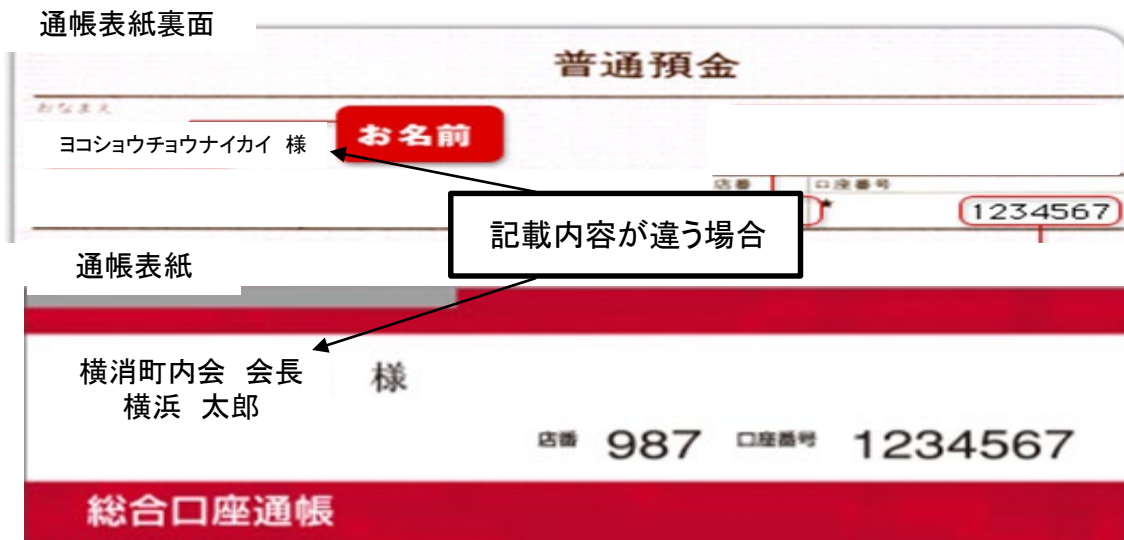 通帳表紙裏面
普通預金
おなまえ
ヨコショウチョウナイカイ 様
お名前
店番 口座番号
* 1234567
記載内容が違う場合
通帳表紙
横消町内会 会長
横浜 太郎
様
店番 987 口座番号 1234567
総合口座通帳